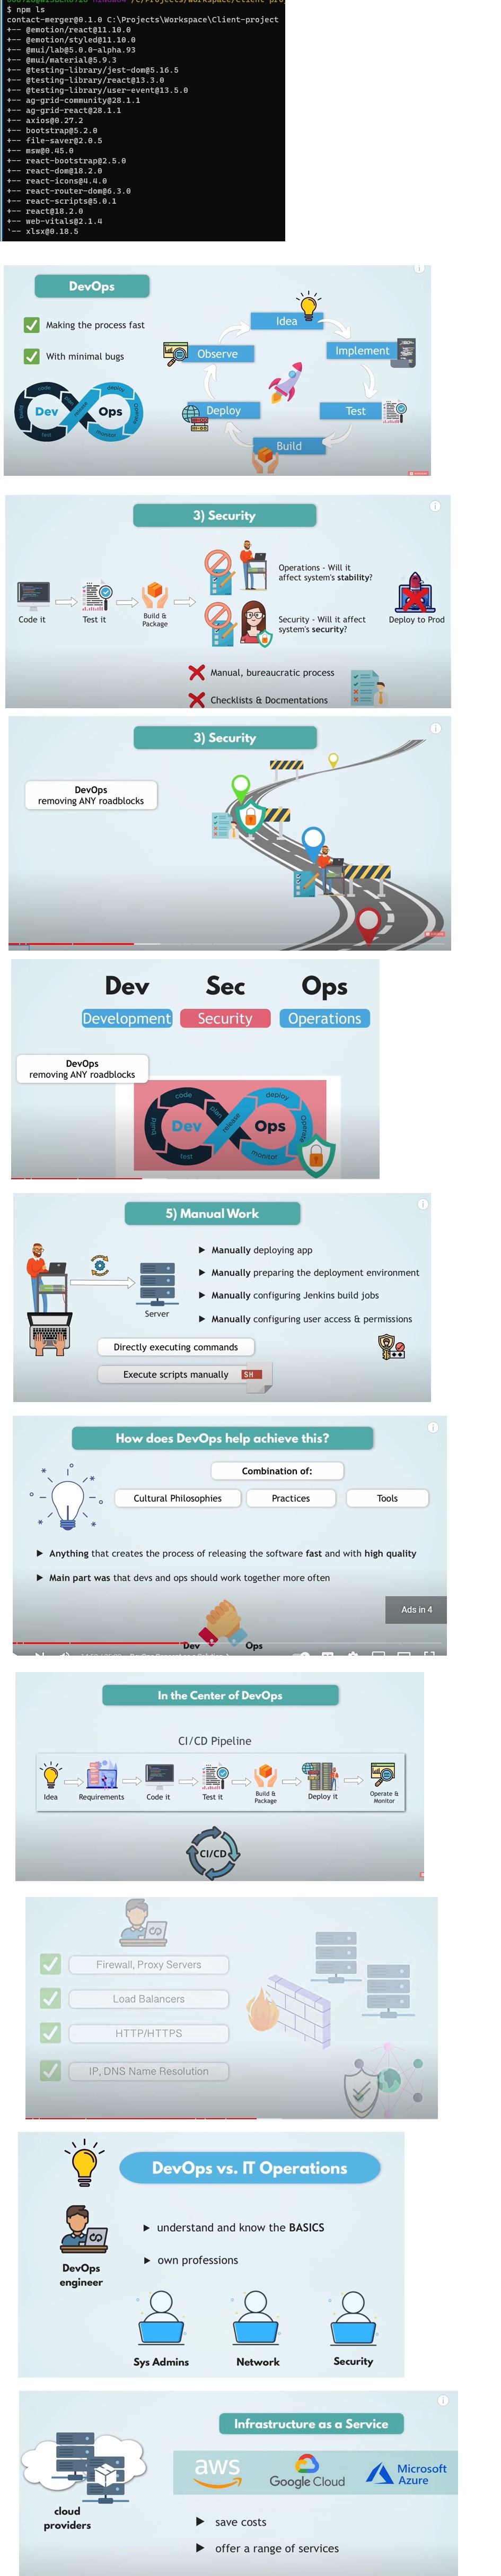 $ npm ls
contact-merger@0.1.0 C:\Projects\Workspace\Client-project
+-- @emotion/react@11.10.0
+-- @emotion/styled@11.10.0
+-- @mui/lab@5.0.0-alpha.93
+-- @mui/material@5.9.3
+-- @testing-library/jest-dom@5.16.5
+-- @testing-library/react@13.3.0
+-- @testing-library/user-event@13.5.0
+-- ag-grid-community@28.1.1
+-- ag-grid-react@28.1.1
+-- axios@0.27.2
+-- bootstrap@5.2.0
+-- file-saver@2.0.5
+-- msw@0.45.0
+-- react-bootstrap@2.5.0
+-- react-dom@18.2.0
+-- react-icons@4.4.0
+-- react-router-dom@6.3.0
+-- react-scripts@5.0.1
+-- react@18.2.0
+-- web-vitals@2.1.4
`-- xlsx@0.18.5
DevOps
Making the process fast
With minimal bugs
Dev Ops
code
build
test
plan
release
deploy
operate
monitor
Idea
Implement
Test
Build
Deploy
Observe
3) Security
Code it
Test it
Build &
Package
Operations - Will it
affect system's stability?
Security - Will it affect
system's security?
Deploy to Prod
Manual, bureaucratic process
Checklists & Docmentations
3) Security
DevOps
removing ANY roadblocks
Dev Sec Ops
Development Security Operations
DevOps
removing ANY roadblocks
Dev Ops
code
build
test
plan
release
deploy
Operate
monitor
5) Manual Work
Server
Manually deploying app
Manually preparing the deployment environment
Manually configuring Jenkins build jobs
Manually configuring user access & permissions
Directly executing commands
Execute scripts manually SH
How does DevOps help achieve this?
Combination of:
Cultural Philosophies
Practices
Tools
Anything that creates the process of releasing the software fast and with high quality
Main part was that devs and ops should work together more often
Ads in 4
Dev Ops
In the Center of DevOps
CI/CD Pipeline
Idea
Requirements
Code it
Test it
Build &
Package
Deploy it
Operate &
Monitor
CI/CD
Firewall, Proxy Servers
Load Balancers
HTTP/HTTPS
IP, DNS Name Resolution
DevOps vs. IT Operations
DevOps
engineer
understand and know the BASICS
own professions
Sys Admins
Network
Security
Infrastructure as a Service
cloud
providers
aws
Google Cloud
Microsoft
Azure
save costs
offer a range of services